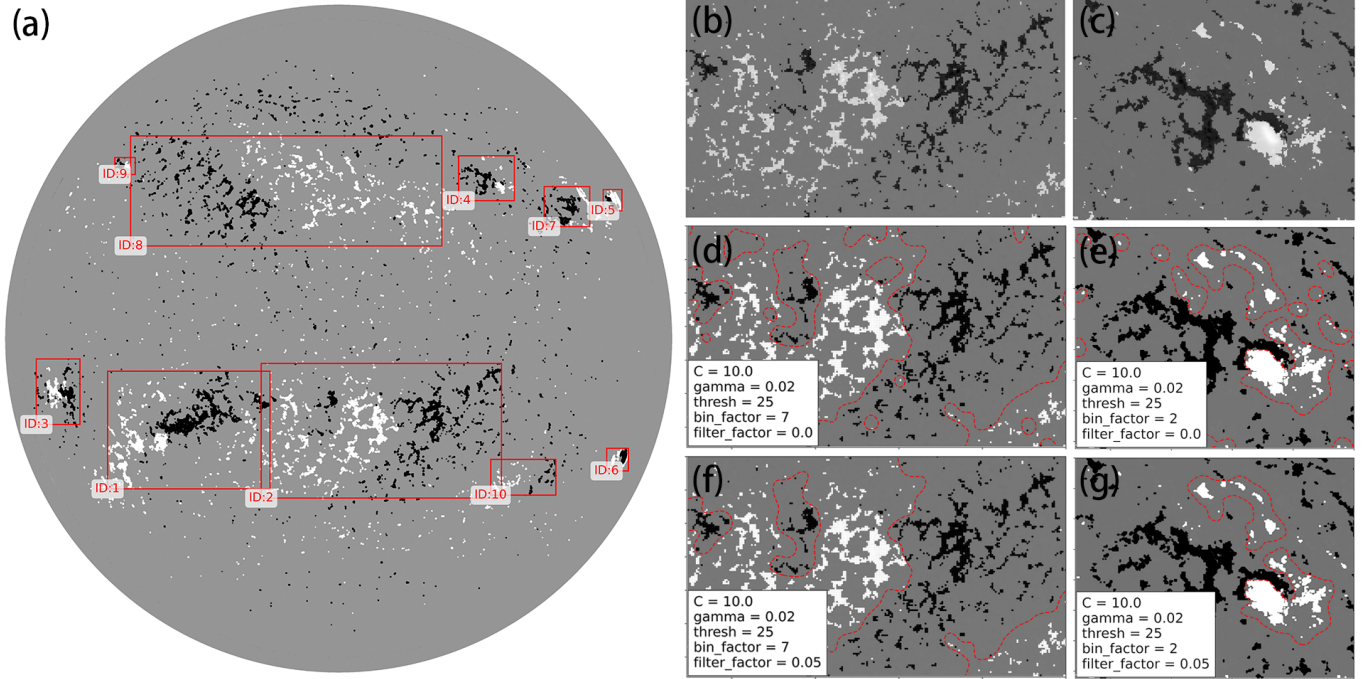 (a)
ID:9
ID:4
ID:5
ID:7
ID:8
ID:3
ID:1
ID:2
ID:10
ID:6
(b)
(c)
(d)
C = 10.0
gamma = 0.02
thresh = 25
bin_factor = 7
filter_factor = 0.0
(e)
C = 10.0
gamma = 0.02
thresh = 25
bin_factor = 2
filter_factor = 0.0
(f)
C = 10.0
gamma = 0.02
thresh = 25
bin_factor = 7
filter_factor = 0.05
(g)
C = 10.0
gamma = 0.02
thresh = 25
bin_factor = 2
filter_factor = 0.05